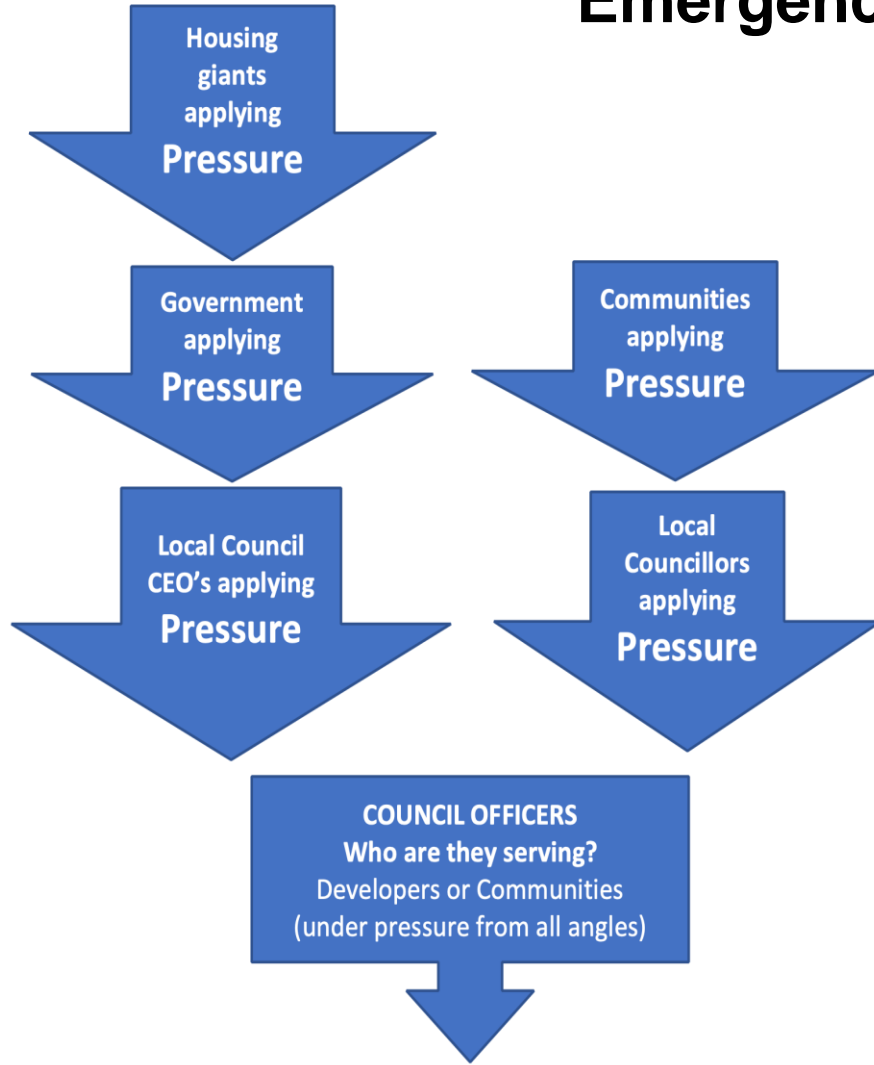 Emergenc
Housing
giants
applying
Pressure
Government
applying
Pressure
Communities
applying
Pressure
Local Council
CEO's applying
Pressure
Local
Councillors
applying
Pressure
COUNCIL OFFICERS
Who are they serving?
Developers or Communities
(under pressure from all angles)